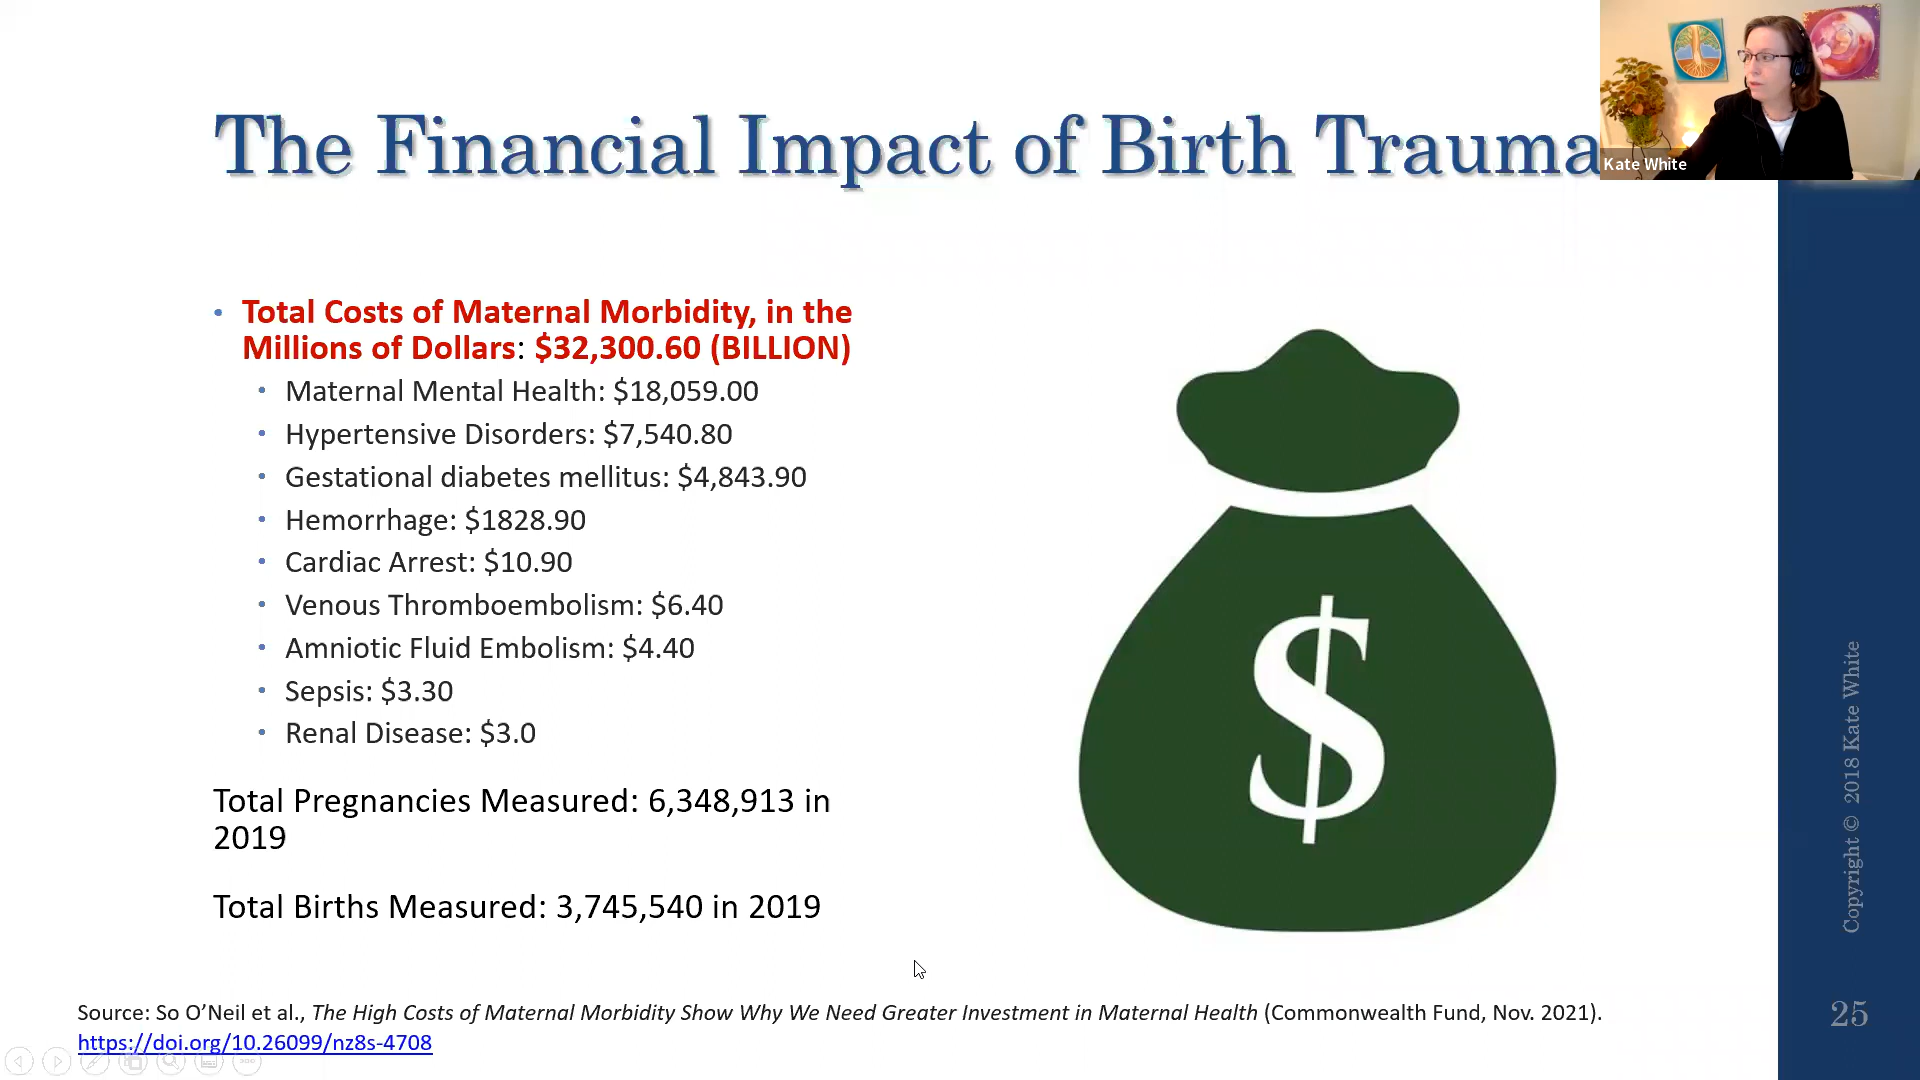 The Financial Impact of Birth Trauma
Kate White
• Total Costs of Maternal Morbidity, in the
Millions of Dollars: $32,300.60 (BILLION)
• Maternal Mental Health: $18,059.00
• Hypertensive Disorders: $7,540.80
• Gestational diabetes mellitus: $4,843.90
• Hemorrhage: $1828.90
• Cardiac Arrest: $10.90
• Venous Thromboembolism: $6.40
• Amniotic Fluid Embolism: $4.40
• Sepsis: $3.30
• Renal Disease: $3.0
Total Pregnancies Measured: 6,348,913 in
2019
Total Births Measured: 3,745,540 in 2019
$
Source: So O’Neil et al., The High Costs of Maternal Morbidity Show Why We Need Greater Investment in Maternal Health (Commonwealth Fund, Nov. 2021).
https://doi.org/10.26099/nz8s-4708
Copyright © 2018 Kate White
25